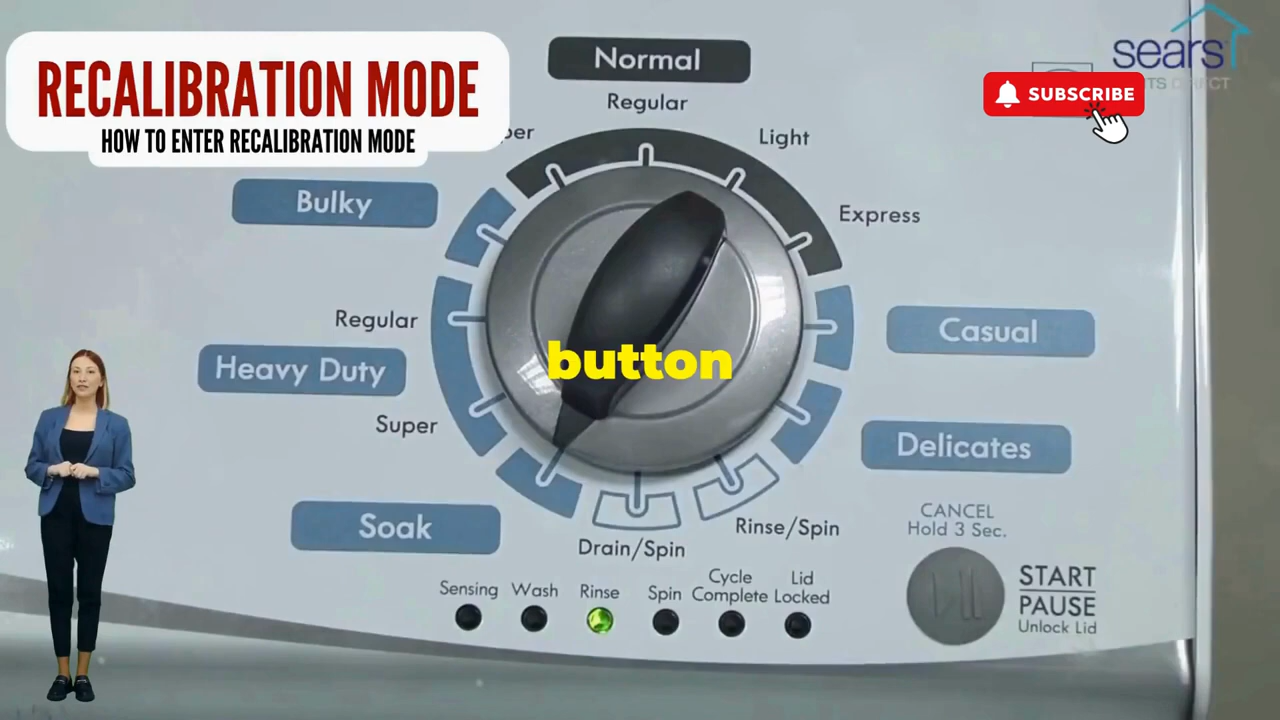 RECALIBRATION MODE
HOW TO ENTER RECALIBRATION MODE
sears
DIRECT
SUBSCRIBE
Normal
Regular
Light
Express
Bulky
Regular
Heavy Duty
Super
Soak
button
Casual
Delicates
Rinse/Spin
Drain/Spin
CANCEL
Hold 3 Sec.
START
PAUSE
Unlock Lid
Sensing
Wash
Rinse
Spin
Cycle
Complete
Lid
Locked